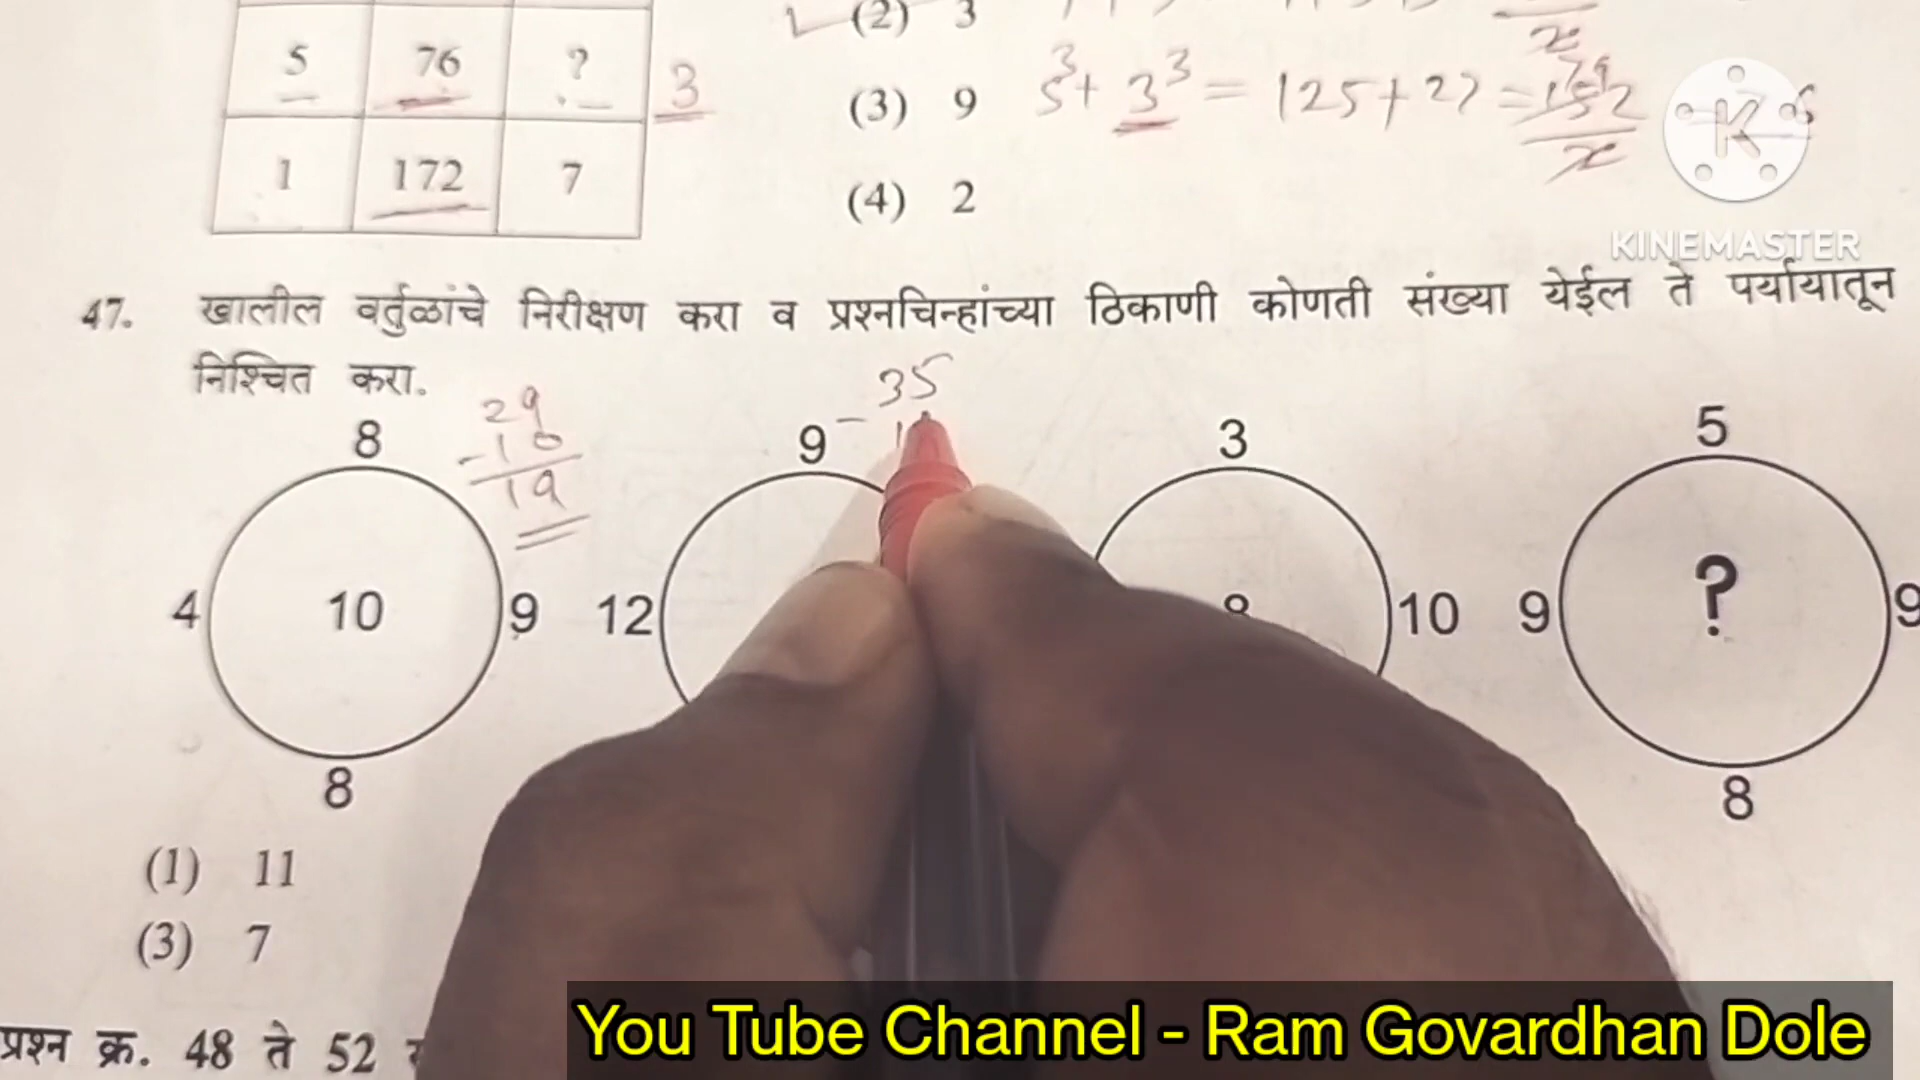 (2) 3
5 76 ? 3
(3) 9 5³ + 3³ = 125 + 27 = 152
x
1 172 7
(4) 2
KINEMASTER
47. खालील वर्तुळांचे निरीक्षण करा व प्रश्नचिन्हांच्या ठिकाणी कोणती संख्या येईल ते पर्यायातून
निश्चित करा.
29
- 10
19
- 35
1
8 9 3 5
4 10 9 12 8 10 9 ? 9
8 8
(1) 11
(3) 7
प्रश्न क्र. 48 ते 52
You Tube Channel - Ram Govardhan Dole